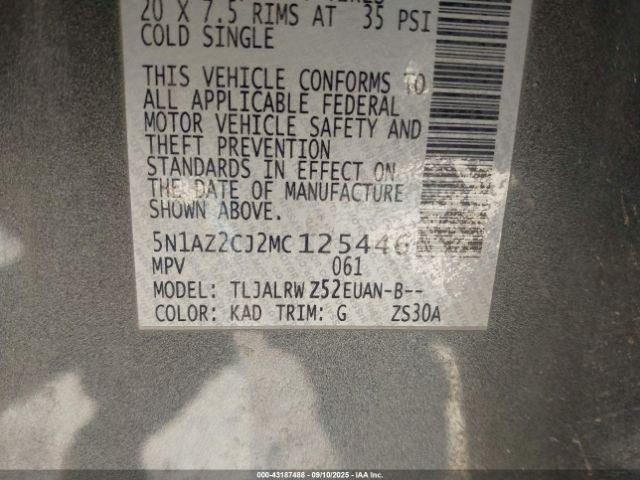 20 X 7.5 RIMS AT 35 PSI
COLD SINGLE
THIS VEHICLE CONFORMS TO
ALL APPLICABLE FEDERAL
MOTOR VEHICLE SAFETY AND
THEFT PREVENTION
STANDARDS IN EFFECT ON
THE DATE OF MANUFACTURE
SHOWN ABOVE.
5N1AZ2CJ2MC125446
MPV 061
MODEL: TLJALRW Z52EUAN-B--
COLOR: KAD TRIM: G ZS30A
000-43187488 - 09/10/2025 - IAA Inc.